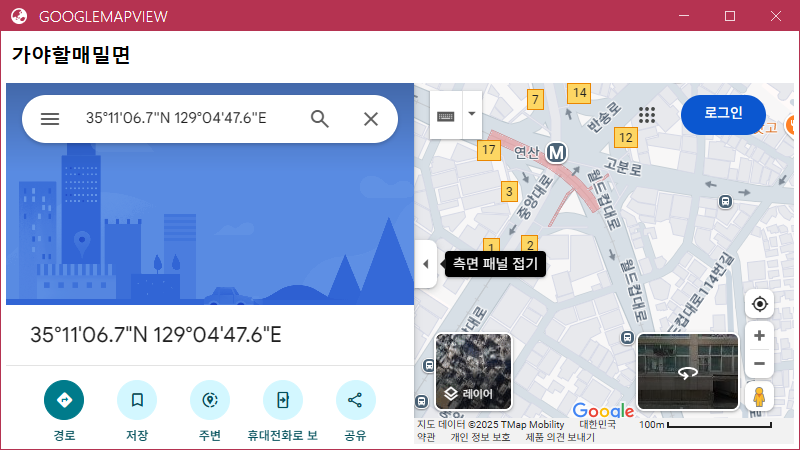 GOOGLEMAPVIEW
가야할매밀면
35°11'06.7"N 129°04'47.6"E
로그인
7
14
반송로
12
17
연산
M
고분로
3
중앙대로
월드컵대로
1
2
측면 패널 접기
월드컵대로
월드컵대로114번길
35°11'06.7"N 129°04'47.6"E
레이어
Google
경로
저장
주변
휴대전화로 보
공유
지도 데이터 ©2025 TMap Mobility 대한민국 100m
약관 개인 정보 보호 제품 의견 보내기